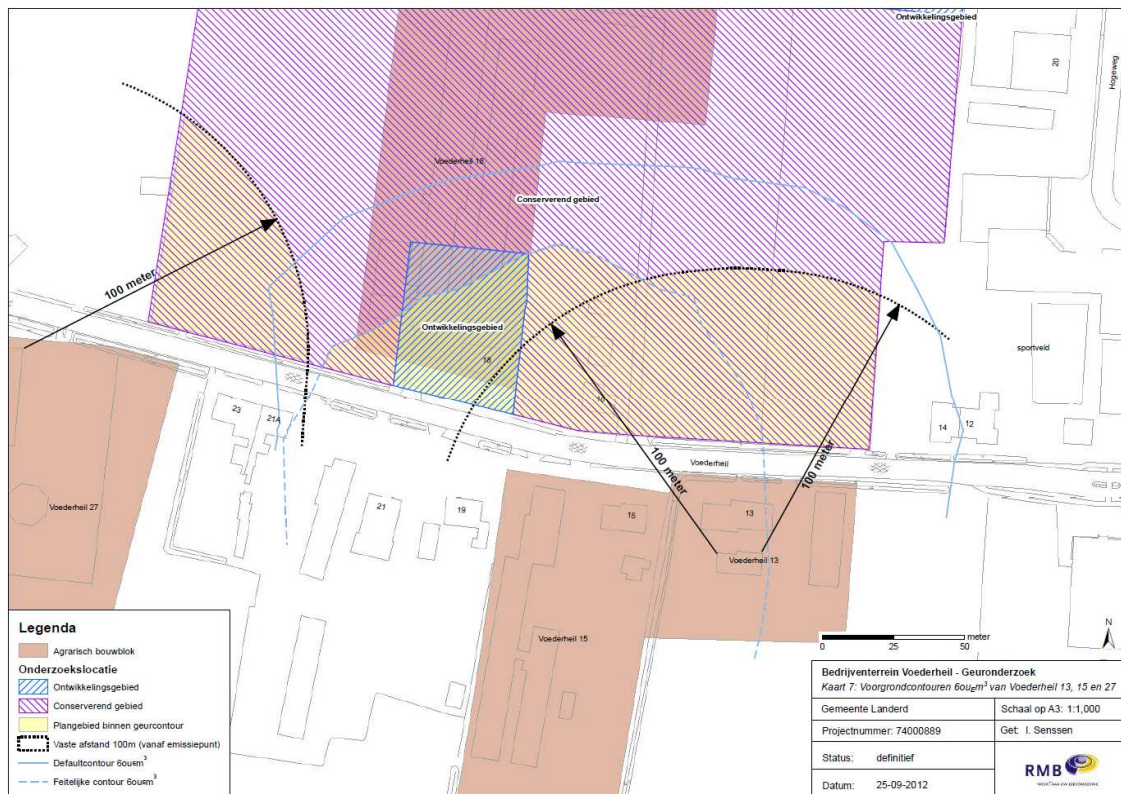 Ontwikkelingsgebied
Hogeweg
20
Voederheil 18
Conserverend gebied
100 meter
Ontwikkelingsgebied
18
16
sportveld
23
21A
14
12
Voederheil
100 meter
100 meter
Voederheil 27
21
19
15
13
Voederheil 13
Voederheil 15
Legenda
Agrarisch bouwblok
Onderzoekslocatie
Ontwikkelingsgebied
Conserverend gebied
Plangebied binnen geurcontour
Vaste afstand 100m (vanaf emissiepunt)
Defaultcontour 6ouEm³
Feitelijke contour 6ouEm³
meter
0 25 50
N
Bedrijventerrein Voederheil - Geuronderzoek
Kaart 7: Voorgrondcontouren 6ouEm³ van Voederheil 13, 15 en 27
Gemeente Landerd
Schaal op A3: 1:1,000
Projectnummer: 74000889
Get: I. Senssen
Status: definitief
Datum: 25-09-2012
RMB